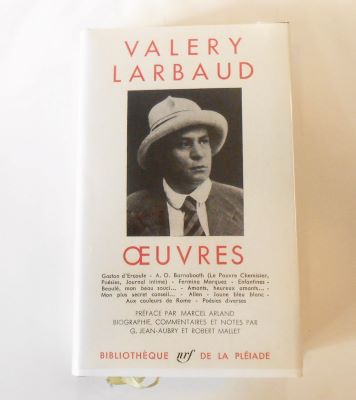 VALERY
LARBAUD
ŒUVRES
Gaston d'Ercoule - A. O. Barnabooth (Le Pauvre Chemisier,
Poésies, Journal intime) - Fermina Marquez - Enfantines -
Beauté, mon beau souci... - Amants, heureux amants... -
Mon plus secret conseil... - Allen - Jaune bleu blanc -
Aux couleurs de Rome - Poésies diverses
PRÉFACE PAR MARCEL ARLAND
BIOGRAPHIE, COMMENTAIRES ET NOTES PAR
G. JEAN-AUBRY ET ROBERT MALLET
BIBLIOTHÈQUE nrf DE LA PLÉIADE